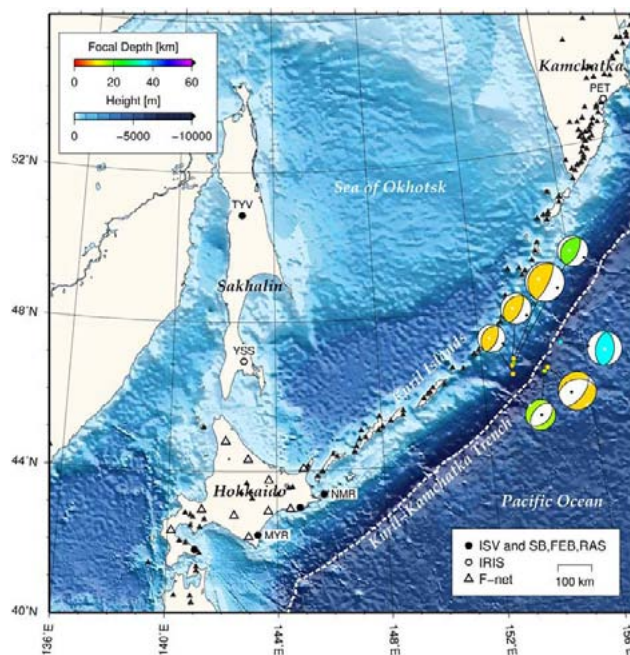 Focal Depth [km]
0 20 40 60
Height [m]
0 −5000 −10000
Kamchatka
PET
52°N
Sea of Okhotsk
TYV
Sakhalin
48°N
YSS
Kuril Islands
44°N
Hokkaido
NMR
Kuril-Kamchatka Trench
Pacific Ocean
MYR
ISV and SB,FEB,RAS
IRIS
F-net
100 km
40°N
136°E
140°E
144°E
148°E
152°E
156°E